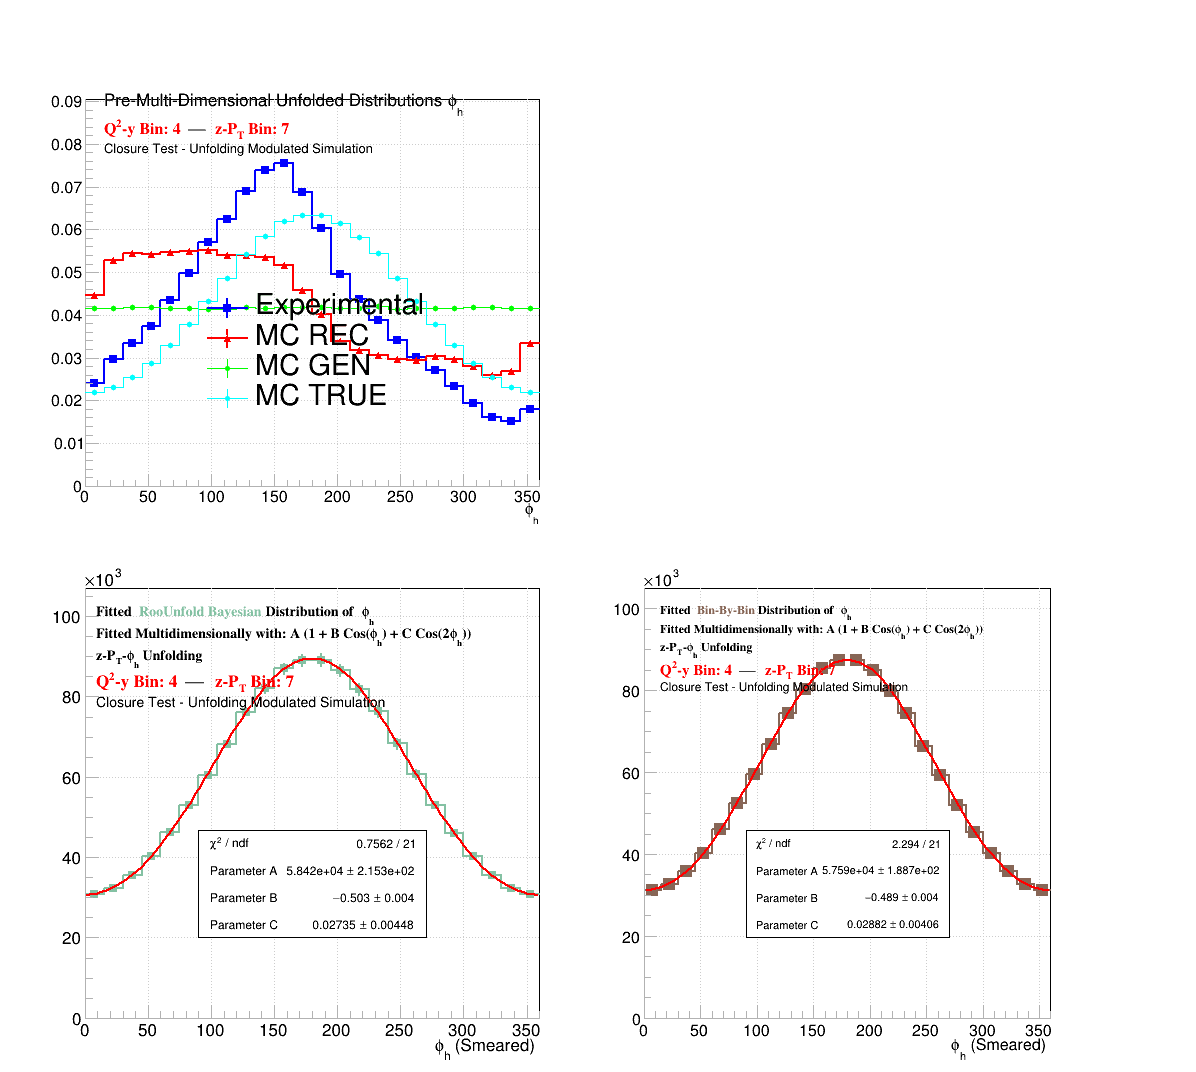 Pre-Multi-Dimensional Unfolded Distributions ϕh
Q²-y Bin: 4 — z-PT Bin: 7
Closure Test - Unfolding Modulated Simulation
0.09
0.08
0.07
0.06
0.05
0.04
0.03
0.02
0.01
0
Experimental
MC REC
MC GEN
MC TRUE
0 50 100 150 200 250 300 350
ϕh
×10³
Fitted RooUnfold Bayesian Distribution of ϕh
Fitted Multidimensionally with: A (1 + B Cos(ϕh) + C Cos(2ϕh))
z-PT-ϕh Unfolding
Q²-y Bin: 4 — z-PT Bin: 7
Closure Test - Unfolding Modulated Simulation
100
80
60
40
20
0
χ² / ndf 0.7562 / 21
Parameter A 5.842e+04 ± 2.153e+02
Parameter B −0.503 ± 0.004
Parameter C 0.02735 ± 0.00448
0 50 100 150 200 250 300 350
ϕh (Smeared)
×10³
Fitted Bin-By-Bin Distribution of ϕh
Fitted Multidimensionally with: A (1 + B Cos(ϕh) + C Cos(2ϕh))
z-PT-ϕh Unfolding
Q²-y Bin: 4 — z-PT Bin: 7
Closure Test - Unfolding Modulated Simulation
100
80
60
40
20
0
χ² / ndf 2.294 / 21
Parameter A 5.759e+04 ± 1.887e+02
Parameter B −0.489 ± 0.004
Parameter C 0.02882 ± 0.00406
0 50 100 150 200 250 300 350
ϕh (Smeared)